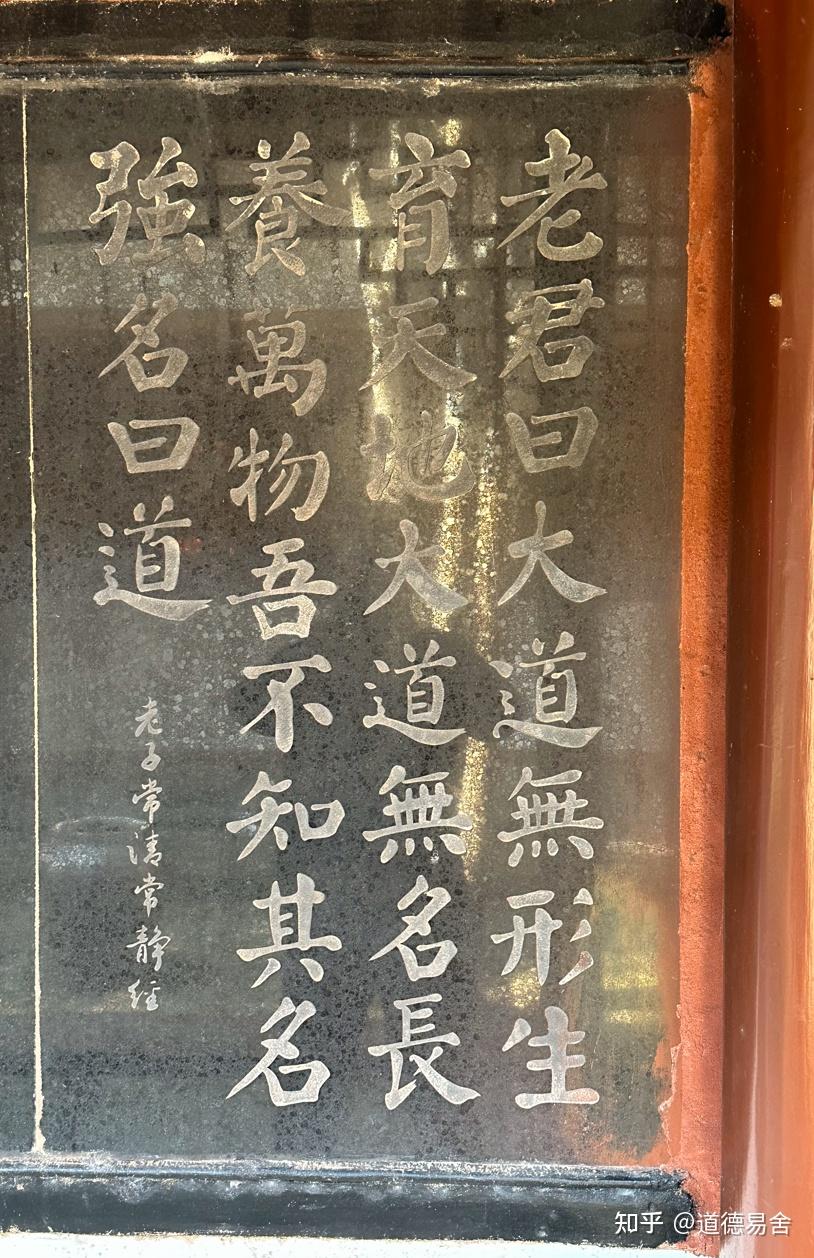 老君曰大道無形生
育天地大道無名長
養萬物吾不知其名
強名曰道
老子常清常靜經
知乎 @道德易舍